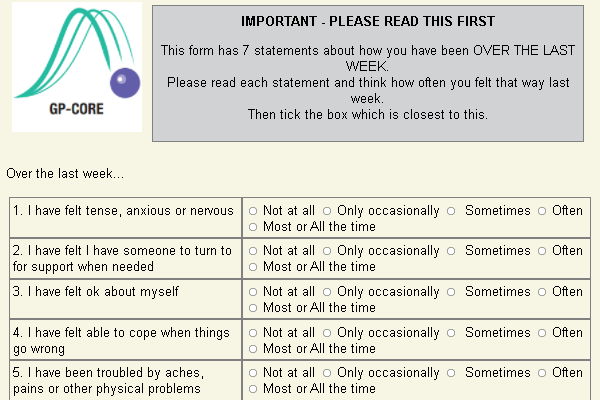 GP-CORE
IMPORTANT - PLEASE READ THIS FIRST
This form has 7 statements about how you have been OVER THE LAST
WEEK.
Please read each statement and think how often you felt that way last
week.
Then tick the box which is closest to this.
Over the last week...
1. I have felt tense, anxious or nervous
Not at all Only occasionally Sometimes Often
Most or All the time
2. I have felt I have someone to turn to
for support when needed
Not at all Only occasionally Sometimes Often
Most or All the time
3. I have felt ok about myself
Not at all Only occasionally Sometimes Often
Most or All the time
4. I have felt able to cope when things
go wrong
Not at all Only occasionally Sometimes Often
Most or All the time
5. I have been troubled by aches,
pains or other physical problems
Not at all Only occasionally Sometimes Often
Most or All the time